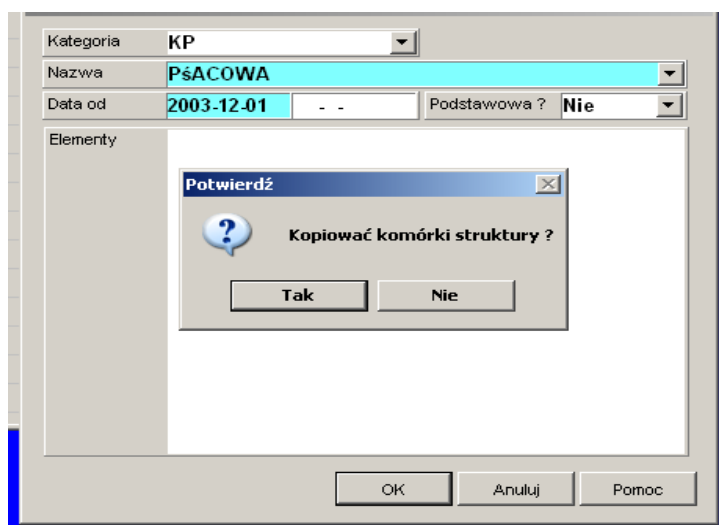 Kategoria KP
Nazwa PśACOWA
Data od 2003-12-01 - - Podstawowa ? Nie
Elementy
Potwierdź
Kopiować komórki struktury ?
Tak Nie
OK Anuluj Pomoc